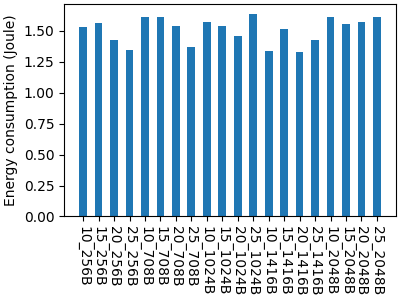 Energy consumption (Joule)
1.50
1.25
1.00
0.75
0.50
0.25
0.00
10_256B
15_256B
20_256B
25_256B
10_708B
15_708B
20_708B
25_708B
10_1024B
15_1024B
20_1024B
25_1024B
10_1416B
15_1416B
20_1416B
25_1416B
10_2048B
15_2048B
20_2048B
25_2048B